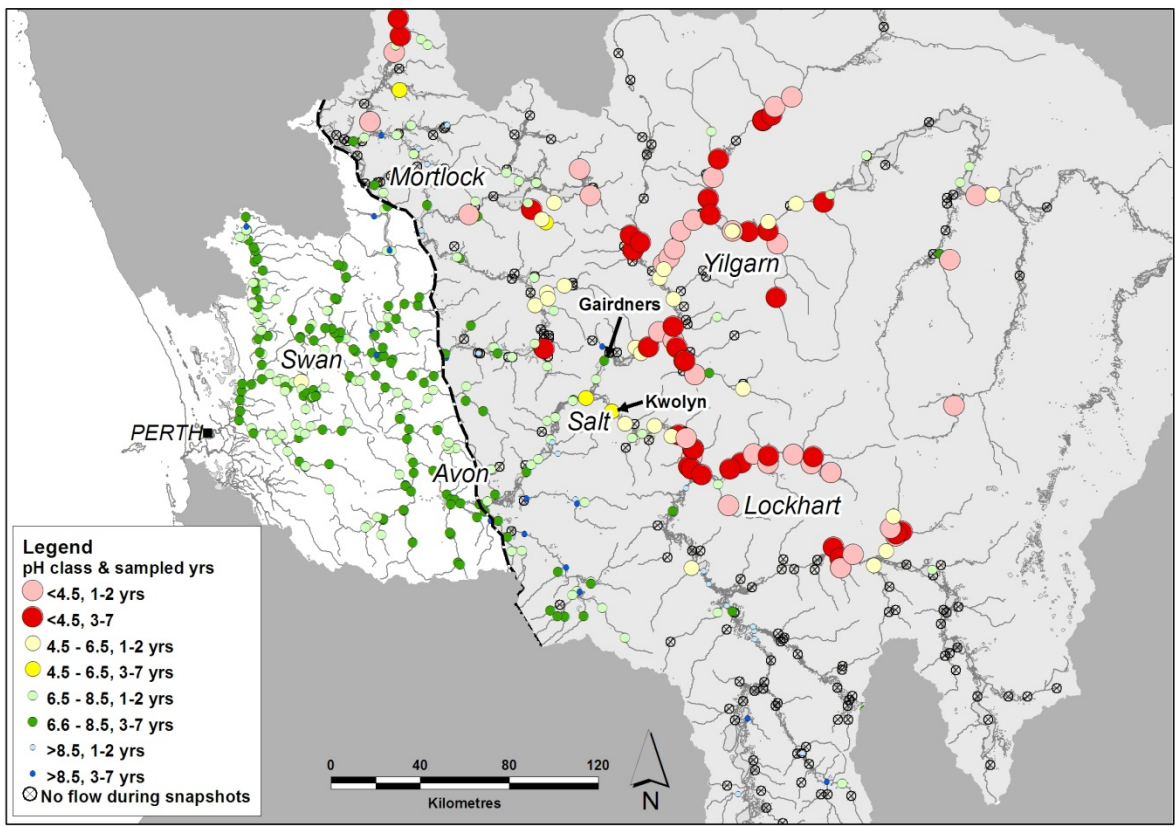 Mortlock
Yilgarn
Gairdners
Swan
Salt
Kwolyn
PERTH
Avon
Lockhart
Legend
pH class & sampled yrs
<4.5, 1-2 yrs
<4.5, 3-7
4.5 - 6.5, 1-2 yrs
4.5 - 6.5, 3-7 yrs
6.5 - 8.5, 1-2 yrs
6.6 - 8.5, 3-7 yrs
>8.5, 1-2 yrs
>8.5, 3-7 yrs
No flow during snapshots
0 40 80 120
Kilometres
N